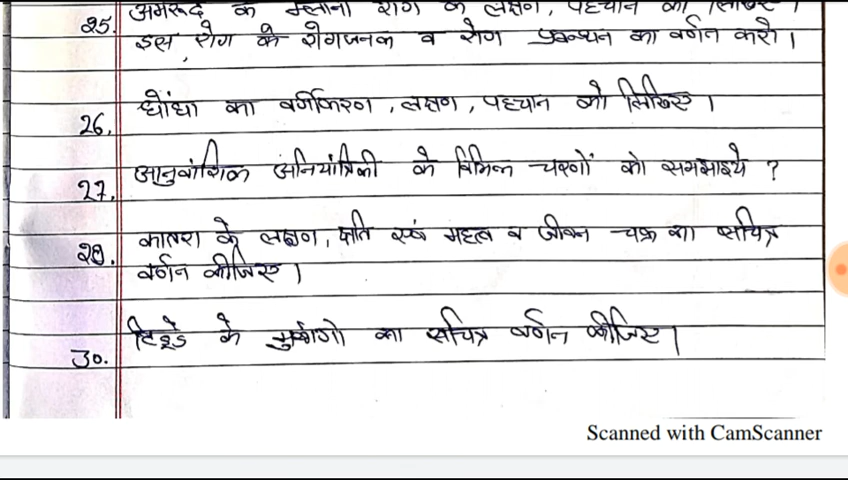 25. अमरूद के म्लानी रोग के लक्षण, पहचान को लिखिए।
इस रोग के रोगजनक व रोग प्रबन्धन का वर्णन करो।
26. घोंघा का वर्गीकरण, लक्षण, पहचान को लिखिए।
27. आनुवांशिक अभियांत्रिकी के विभिन्न चरणों को समझाइये ?
29. कातरा के लक्षण, क्षति एवं महत्व व जीवन चक्र का सचित्र
वर्णन कीजिए।
30. टिड्डे के मुखांगो का सचित्र वर्णन कीजिए।
Scanned with CamScanner